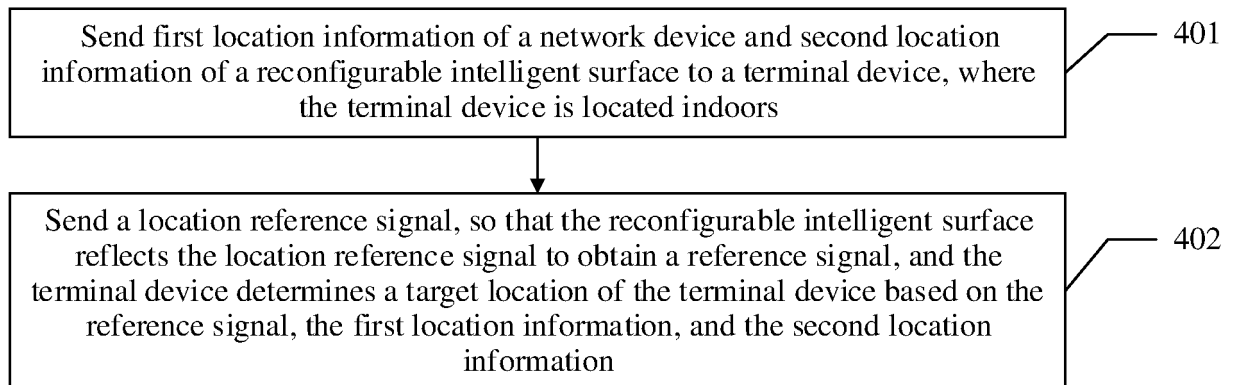 Send first location information of a network device and second location
information of a reconfigurable intelligent surface to a terminal device, where
the terminal device is located indoors
401
Send a location reference signal, so that the reconfigurable intelligent surface
reflects the location reference signal to obtain a reference signal, and the
terminal device determines a target location of the terminal device based on the
reference signal, the first location information, and the second location
information
402